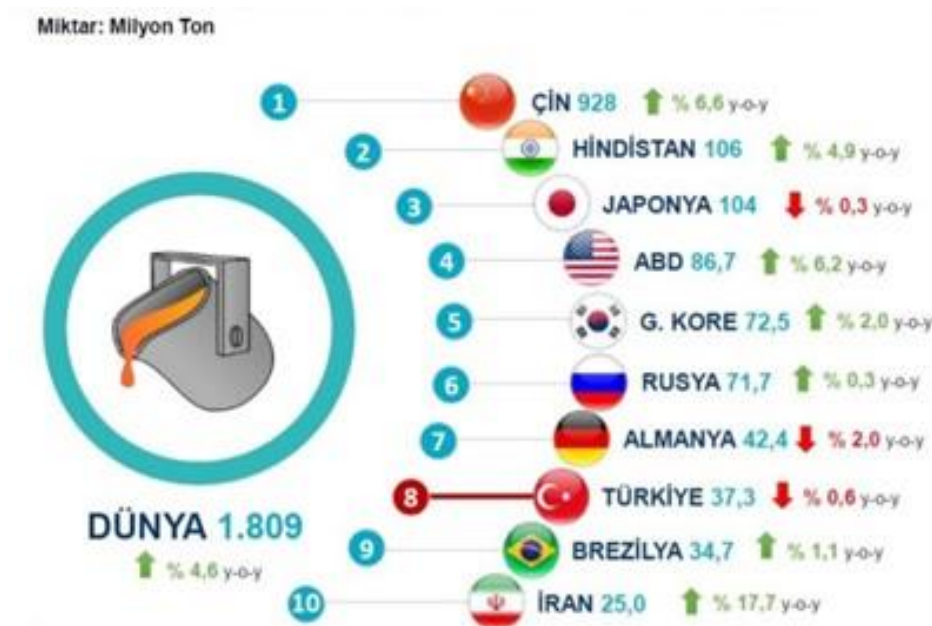 Miktar: Milyon Ton
1 ÇİN 928 % 6,6 y-o-y
2 HİNDİSTAN 106 % 4,9 y-o-y
3 JAPONYA 104 % 0,3 y-o-y
4 ABD 86,7 % 6,2 y-o-y
5 G. KORE 72,5 % 2,0 y-o-y
6 RUSYA 71,7 % 0,3 y-o-y
7 ALMANYA 42,4 % 2,0 y-o-y
8 TÜRKİYE 37,3 % 0,6 y-o-y
9 BREZİLYA 34,7 % 1,1 y-o-y
10 İRAN 25,0 % 17,7 y-o-y
DÜNYA 1.809
% 4,6 y-o-y